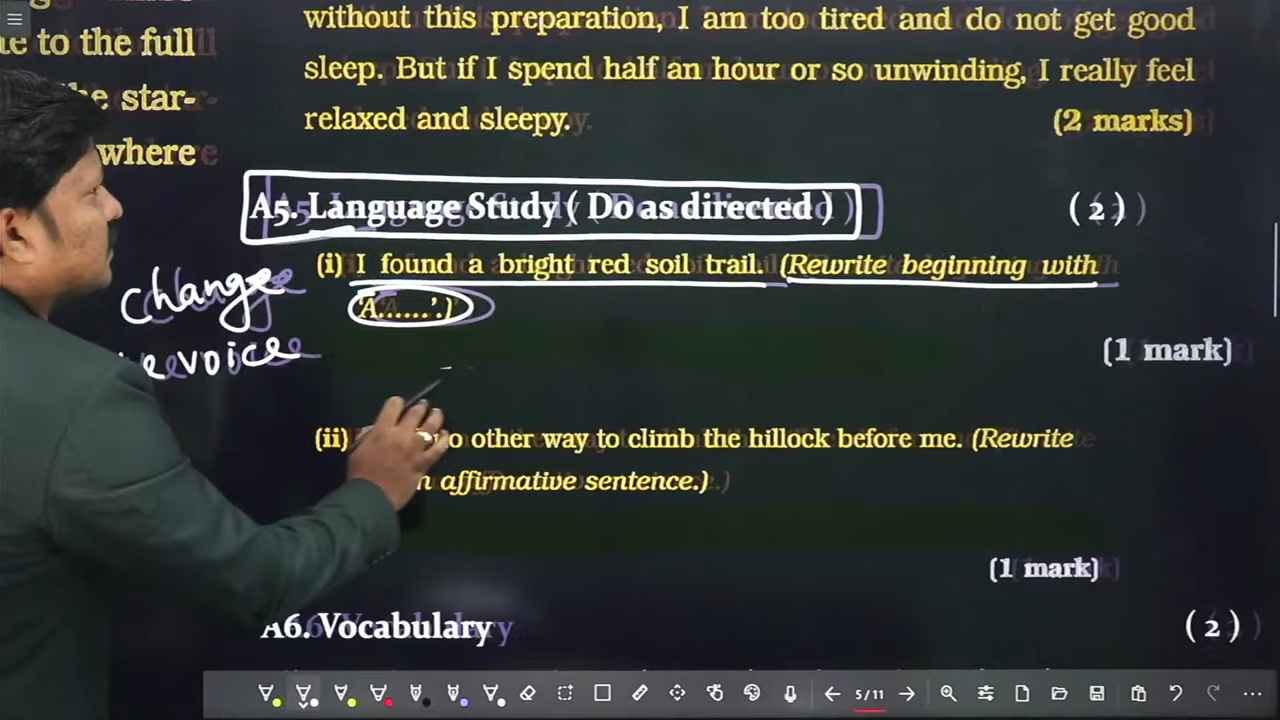 without this preparation, I am too tired and do not get good
te to the full
sleep. But if I spend half an hour or so unwinding, I really feel
he star-
relaxed and sleepy. (2 marks)
where
A5. Language Study ( Do as directed ) ( 2 )
(i) I found a bright red soil trail. (Rewrite beginning with
'A......'.)
change
voice
(1 mark)
(ii) o other way to climb the hillock before me. (Rewrite
n affirmative sentence.)
(1 mark)
A6. Vocabulary ( 2 )
5/11